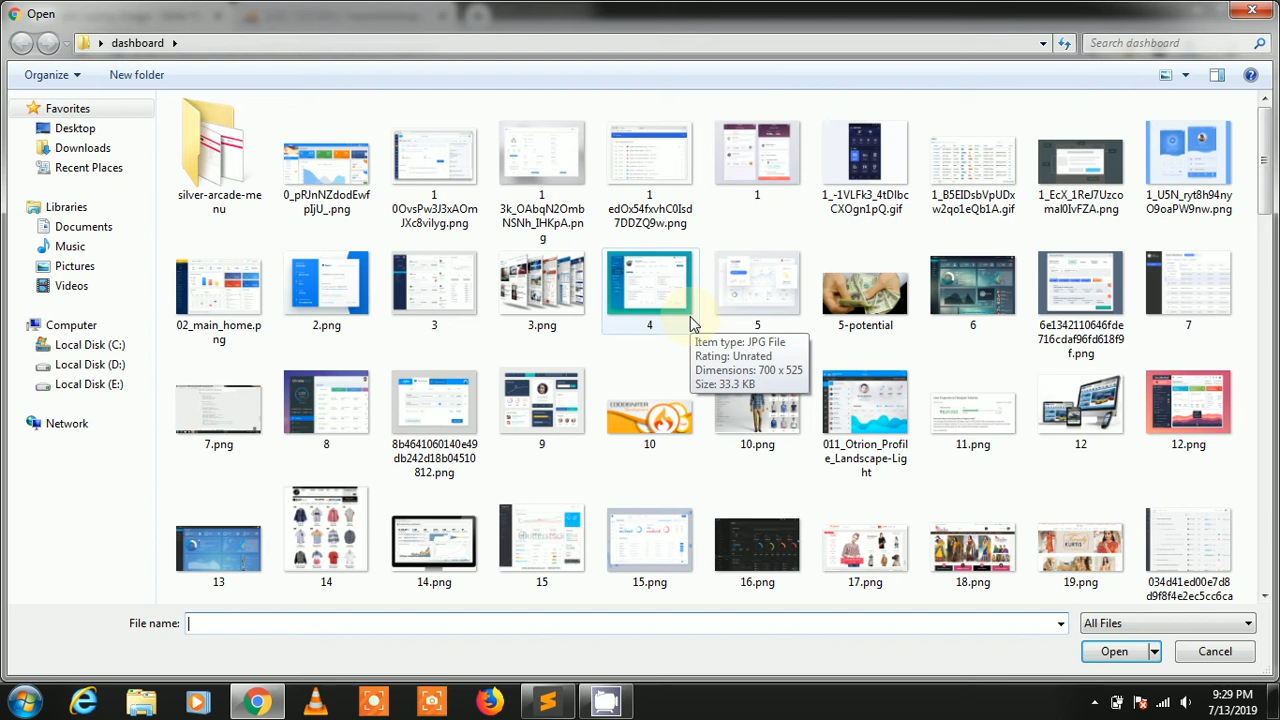 Open
dashboard
Search dashboard
Organize
New folder
Favorites
Desktop
Downloads
Recent Places
Libraries
Documents
Music
Pictures
Videos
Computer
Local Disk (C:)
Local Disk (D:)
Local Disk (E:)
Network
silver-arcade-me
nu
0_pRJnNZdodEwf
pIjU_.png
1
0OvsPw3J3xAOm
JXc8vilyg.png
1
3k_OAbqN2Omb
NSNh_IHKpA.pn
g
1
edOx54fxvhC0Isd
7DDZQ9w.png
1
1_-1VLFk3_4tDIbc
CXOgn1pQ.gif
1_B5EIDsbVpUDx
w2qo1eQb1A.gif
1_EcX_1ReJ7Uzco
mal0IvFZA.png
1_U5N_ryt8h94ny
O9oaPW9nw.png
02_main_home.p
ng
2.png
3
3.png
4
5
5-potential
6
6e1342110646fde
716cdaf96fd618f9
f.png
7
Item type: JPG File
Rating: Unrated
Dimensions: 700 x 525
Size: 33.3 KB
7.png
8
8b4641060140e49
db242d18b04510
812.png
9
CODEIGNITER
10
10.png
011_Otrion_Profil
e_Landscape-Lig
ht
11.png
12
12.png
13
14
14.png
15
15.png
16.png
17.png
18.png
19.png
034d41ed00e7d8
d9f8f4e2ec5cc6ca
File name:
All Files
Open
Cancel
9:29 PM
7/13/2019